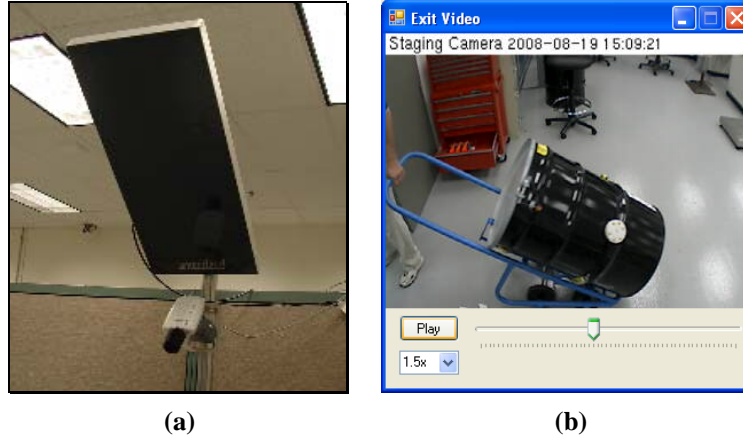 Exit Video
Staging Camera 2008-08-19 15:09:21
Play
1.5x
(a)
(b)